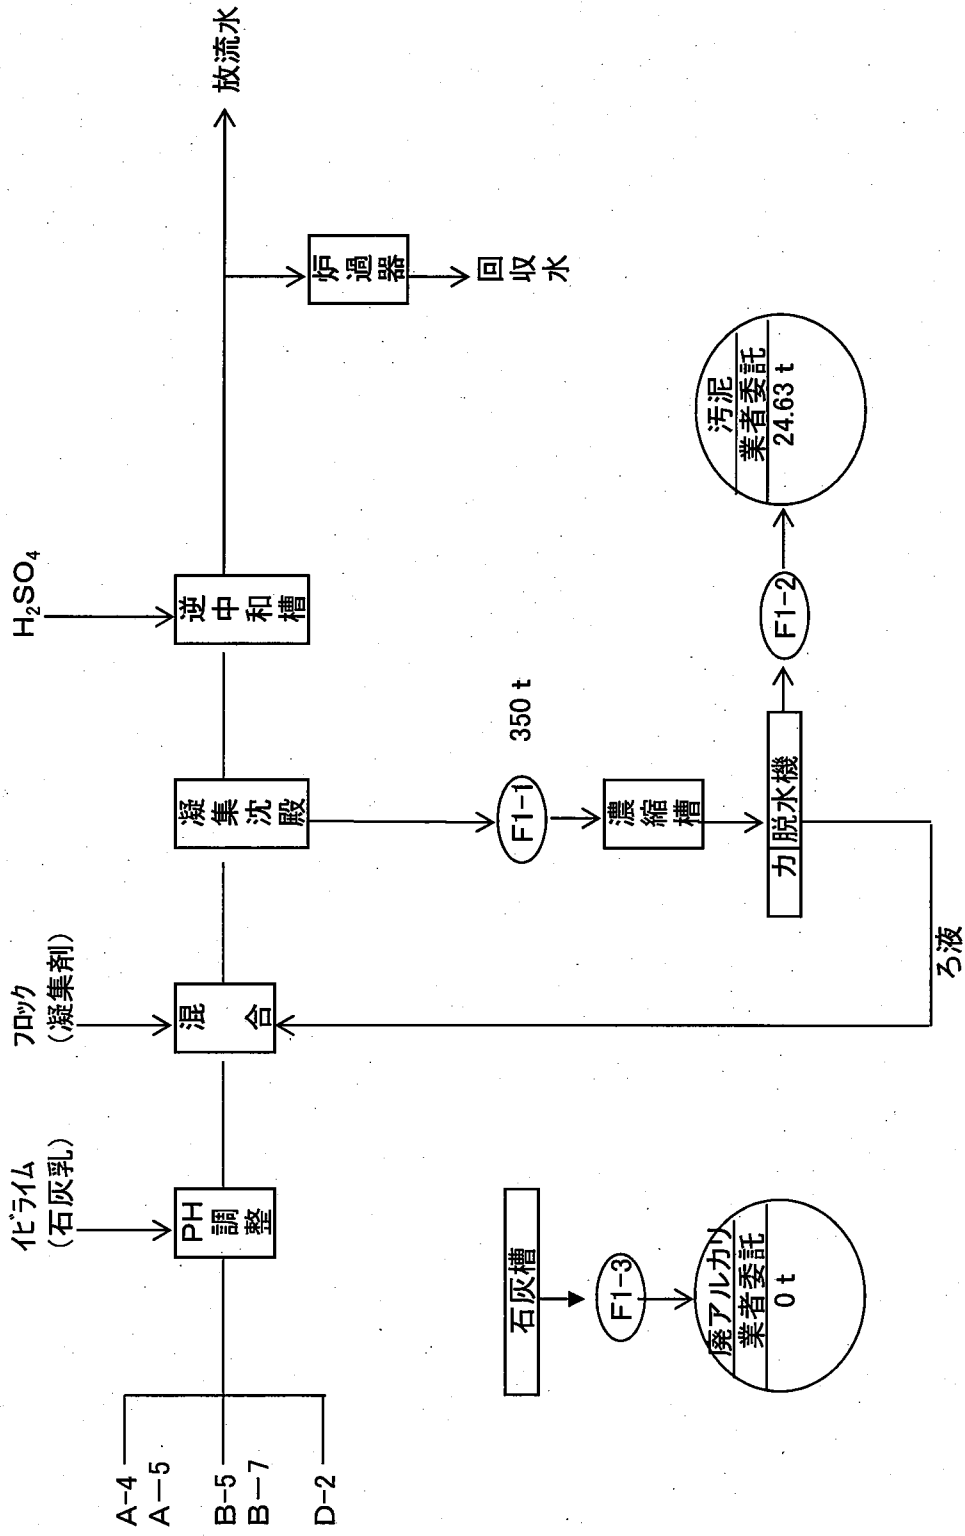 イビライム
（石灰乳）
フロック
（凝集剤）
H₂SO₄
A-4
A－5
B-5
B－7
D-2
PH
調
整
混
合
凝
集
沈
殿
逆
中
和
槽
放流水
炉
過
器
回
収
水
F1-1
350ｔ
濃
縮
槽
力
脱水機
F1-2
汚泥
業者委託
24.63ｔ
ろ液
石灰槽
F1-3
廃アルカリ
業者委託
0ｔ